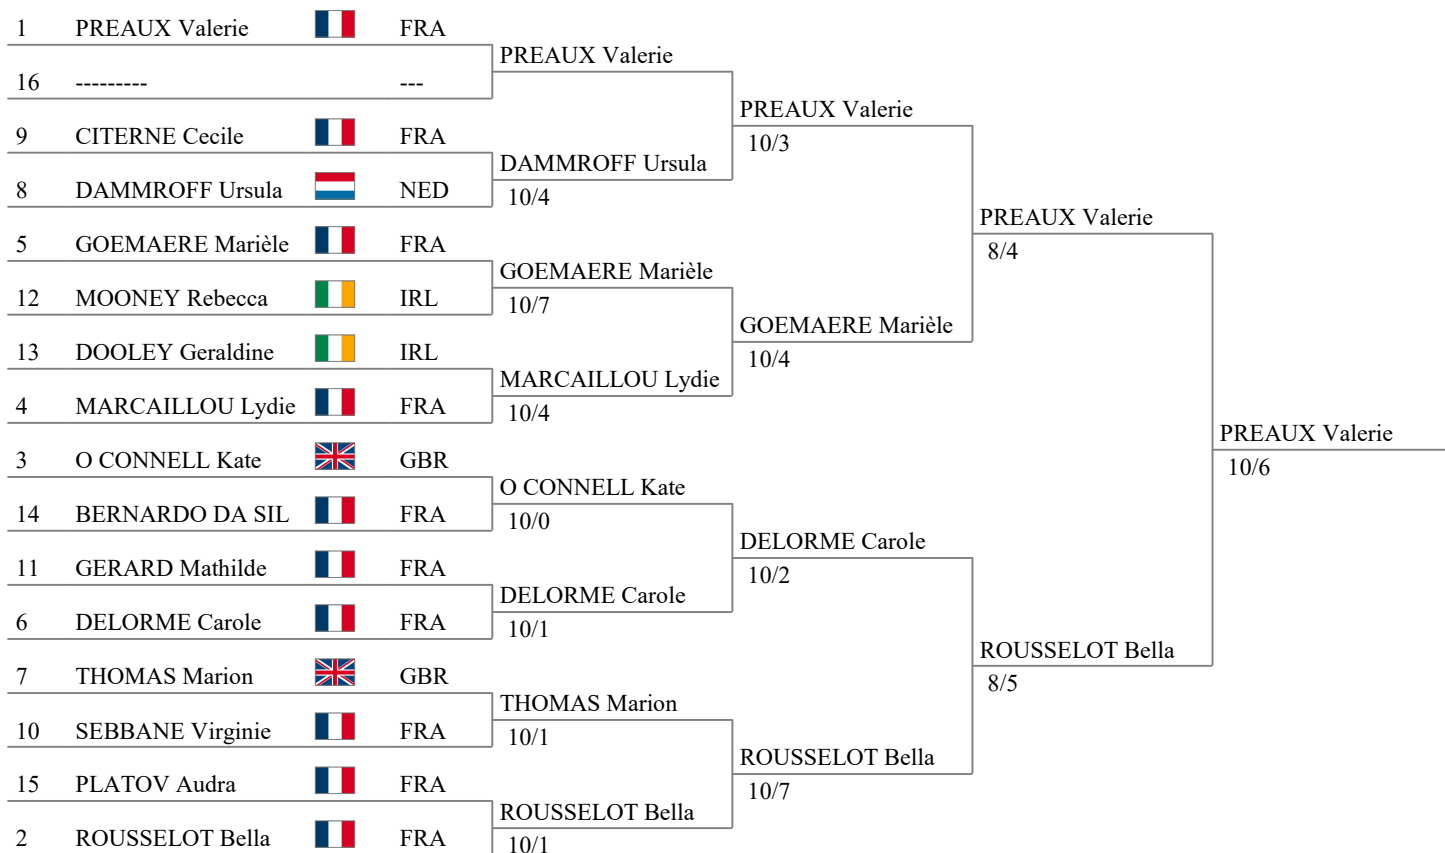 1 PREAUX Valerie FRA
16 --------- ---
9 CITERNE Cecile FRA
8 DAMMROFF Ursula NED
5 GOEMAERE Marièle FRA
12 MOONEY Rebecca IRL
13 DOOLEY Geraldine IRL
4 MARCAILLOU Lydie FRA
3 O CONNELL Kate GBR
14 BERNARDO DA SIL FRA
11 GERARD Mathilde FRA
6 DELORME Carole FRA
7 THOMAS Marion GBR
10 SEBBANE Virginie FRA
15 PLATOV Audra FRA
2 ROUSSELOT Bella FRA
PREAUX Valerie
DAMMROFF Ursula
10/4
GOEMAERE Marièle
10/7
MARCAILLOU Lydie
10/4
O CONNELL Kate
10/0
DELORME Carole
10/1
THOMAS Marion
10/1
ROUSSELOT Bella
10/1
PREAUX Valerie
10/3
GOEMAERE Marièle
10/4
DELORME Carole
10/2
ROUSSELOT Bella
10/7
PREAUX Valerie
8/4
ROUSSELOT Bella
8/5
PREAUX Valerie
10/6